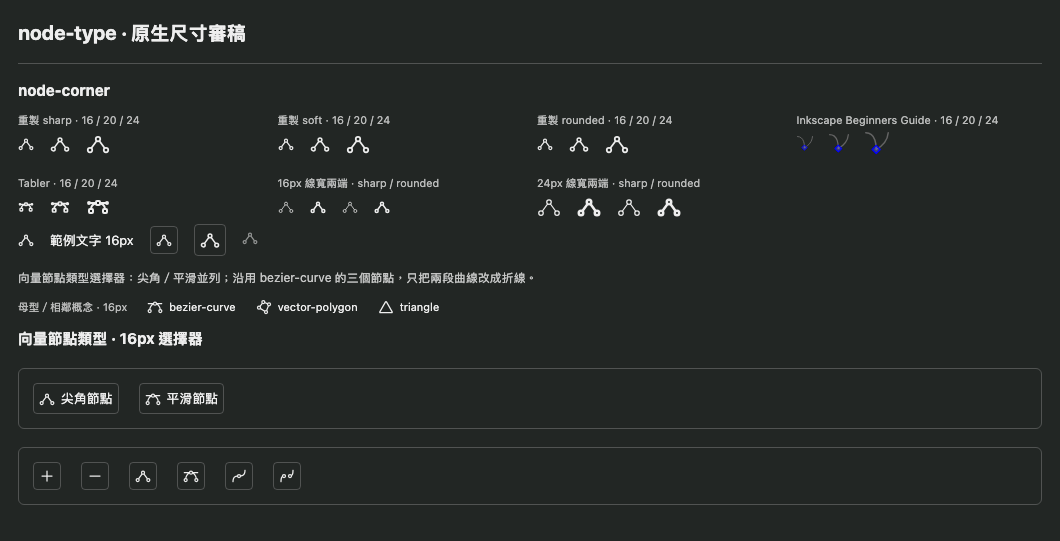 node-type · 原生尺寸審稿
node-corner
重製 sharp · 16 / 20 / 24
重製 soft · 16 / 20 / 24
重製 rounded · 16 / 20 / 24
Inkscape Beginners Guide · 16 / 20 / 24
Tabler · 16 / 20 / 24
16px 線寬兩端 · sharp / rounded
24px 線寬兩端 · sharp / rounded
範例文字 16px
向量節點類型選擇器：尖角 / 平滑並列；沿用 bezier-curve 的三個節點，只把兩段曲線改成折線。
母型 / 相鄰概念 · 16px bezier-curve vector-polygon triangle
向量節點類型 · 16px 選擇器
尖角節點 平滑節點